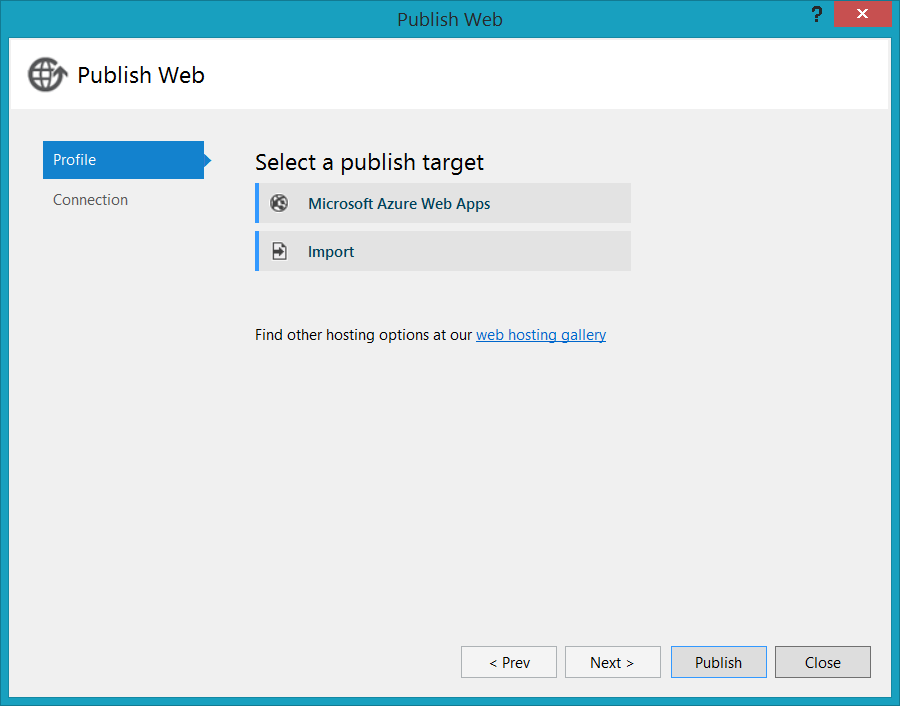 Publish Web
?
Publish Web
Profile
Connection
Select a publish target
Microsoft Azure Web Apps
Import
Find other hosting options at our web hosting gallery
< Prev
Next >
Publish
Close